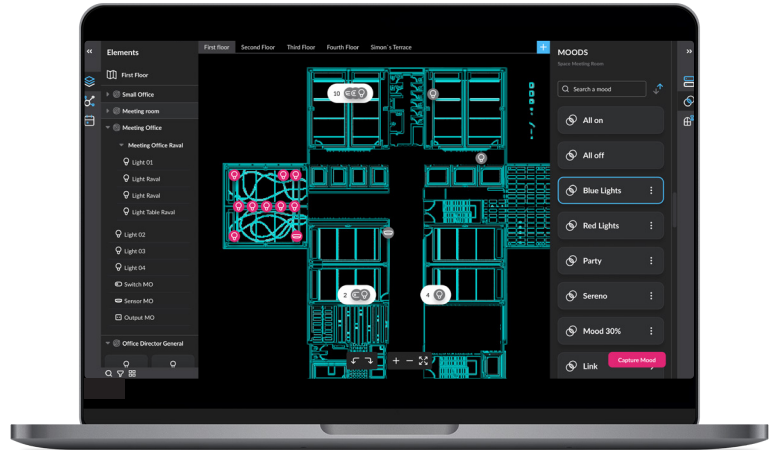 Elements
First floor
Second Floor
Third Floor
Fourth Floor
Simon´s Terrace
+
MOODS
Space Meeting Room
First Floor
Small Office
Meeting room
Meeting Office
Meeting Office Raval
Light 01
Light Raval
Light Raval
Light Table Raval
Light 02
Light 03
Light 04
Switch MO
Sensor MO
Output MO
Office Director General
10
2
4
Search a mood
All on
All off
Blue Lights
Red Lights
Party
Sereno
Mood 30%
Link
Capture Mood